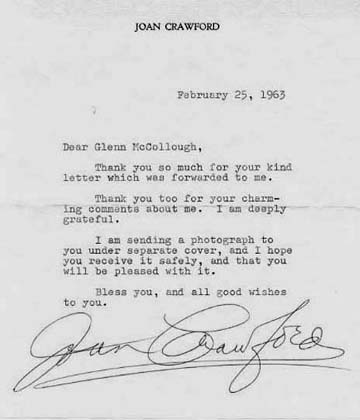 JOAN CRAWFORD
February 25, 1963
Dear Glenn McCollough,
Thank you so much for your kind
letter which was forwarded to me.
Thank you too for your charm-
ing comments about me. I am deeply
grateful.
I am sending a photograph to
you under separate cover, and I hope
you receive it safely, and that you
will be pleased with it.
Bless you, and all good wishes
to you.
Joan Crawford